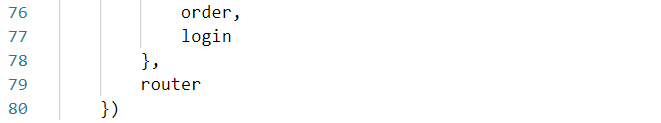 76 order,
77 login
78 },
79 router
80 })